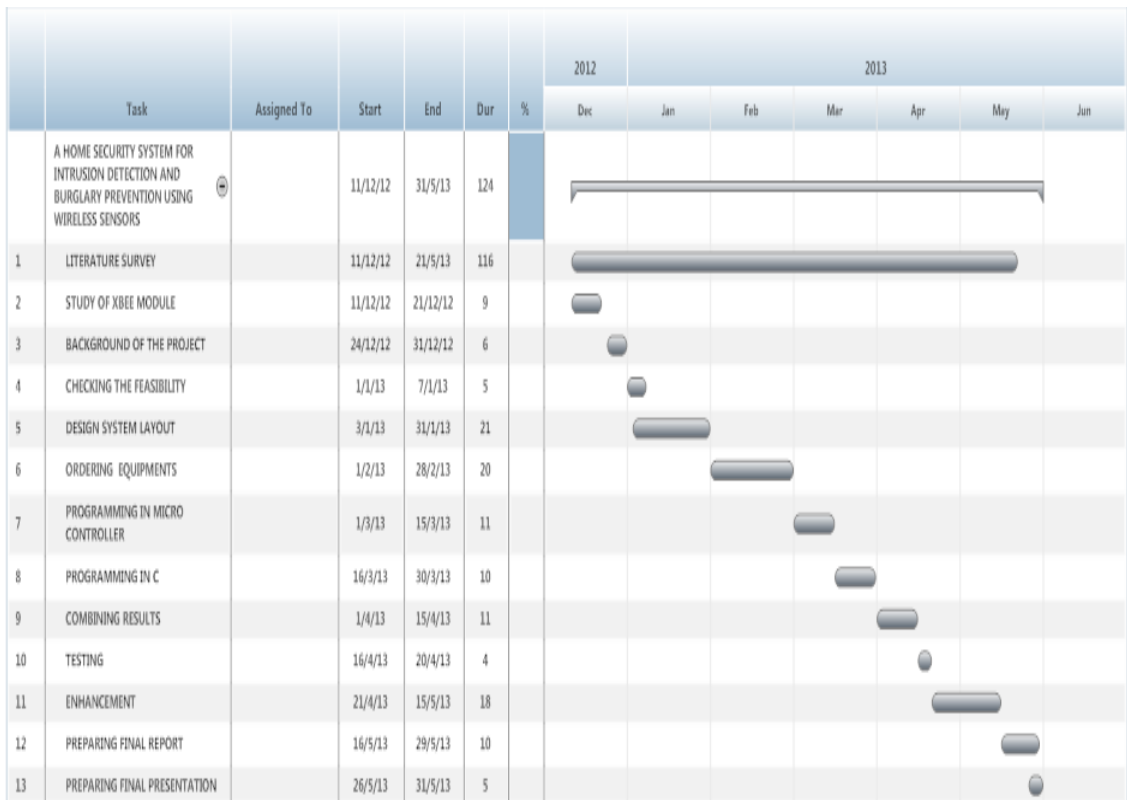 2012 2013
Task Assigned To Start End Dur % Dec Jan Feb Mar Apr May Jun
A HOME SECURITY SYSTEM FOR
INTRUSION DETECTION AND
BURGLARY PREVENTION USING
WIRELESS SENSORS
11/12/12 31/5/13 124
1 LITERATURE SURVEY 11/12/12 21/5/13 116
2 STUDY OF XBEE MODULE 11/12/12 21/12/12 9
3 BACKGROUND OF THE PROJECT 24/12/12 31/12/12 6
4 CHECKING THE FEASIBILITY 1/1/13 7/1/13 5
5 DESIGN SYSTEM LAYOUT 3/1/13 31/1/13 21
6 ORDERING EQUIPMENTS 1/2/13 28/2/13 20
7 PROGRAMMING IN MICRO
CONTROLLER
1/3/13 15/3/13 11
8 PROGRAMMING IN C 16/3/13 30/3/13 10
9 COMBINING RESULTS 1/4/13 15/4/13 11
10 TESTING 16/4/13 20/4/13 4
11 ENHANCEMENT 21/4/13 15/5/13 18
12 PREPARING FINAL REPORT 16/5/13 29/5/13 10
13 PREPARING FINAL PRESENTATION 26/5/13 31/5/13 5